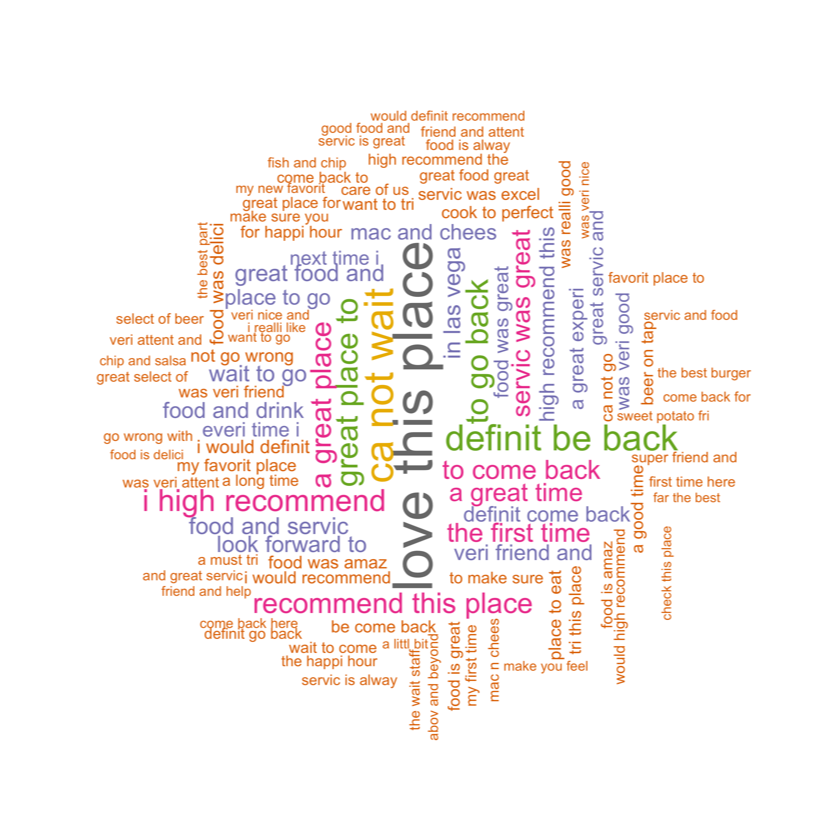 would definit recommend
good food and
friend and attent
servic is great
food is alway
fish and chip
high recommend the
come back to
great food great
my new favorit
care of us
servic was excel
great place for
want to tri
make sure you
cook to perfect
for happi hour
mac and chees
was realli good
was veri nice
the best part
food was delici
next time i
great food and
place to go
in las vega
food was great
servic was great
high recommend this
a great experi
great servic and
was veri good
favorit place to
select of beer
veri nice and
i realli like
want to go
veri attent and
not go wrong
chip and salsa
great select of
wait to go
was veri friend
food and drink
everi time i
a great place
great place to
ca not wait
love this place
to go back
ca not go
beer on tap
servic and food
the best burger
come back for
sweet potato fri
go wrong with
i would definit
food is delici
my favorit place
was veri attent
a long time
definit be back
to come back
a great time
super friend and
first time here
far the best
a good time
i high recommend
definit come back
food and servic
the first time
look forward to
veri friend and
a must tri
food was amaz
and great servic
i would recommend
friend and help
to make sure
recommend this place
place to eat
tri this place
food is amaz
would high recommend
check this place
come back here
definit go back
be come back
wait to come
a littl bit
the happi hour
servic is alway
the wait staff
abov and beyond
food is great
my first time
mac n chees
make you feel